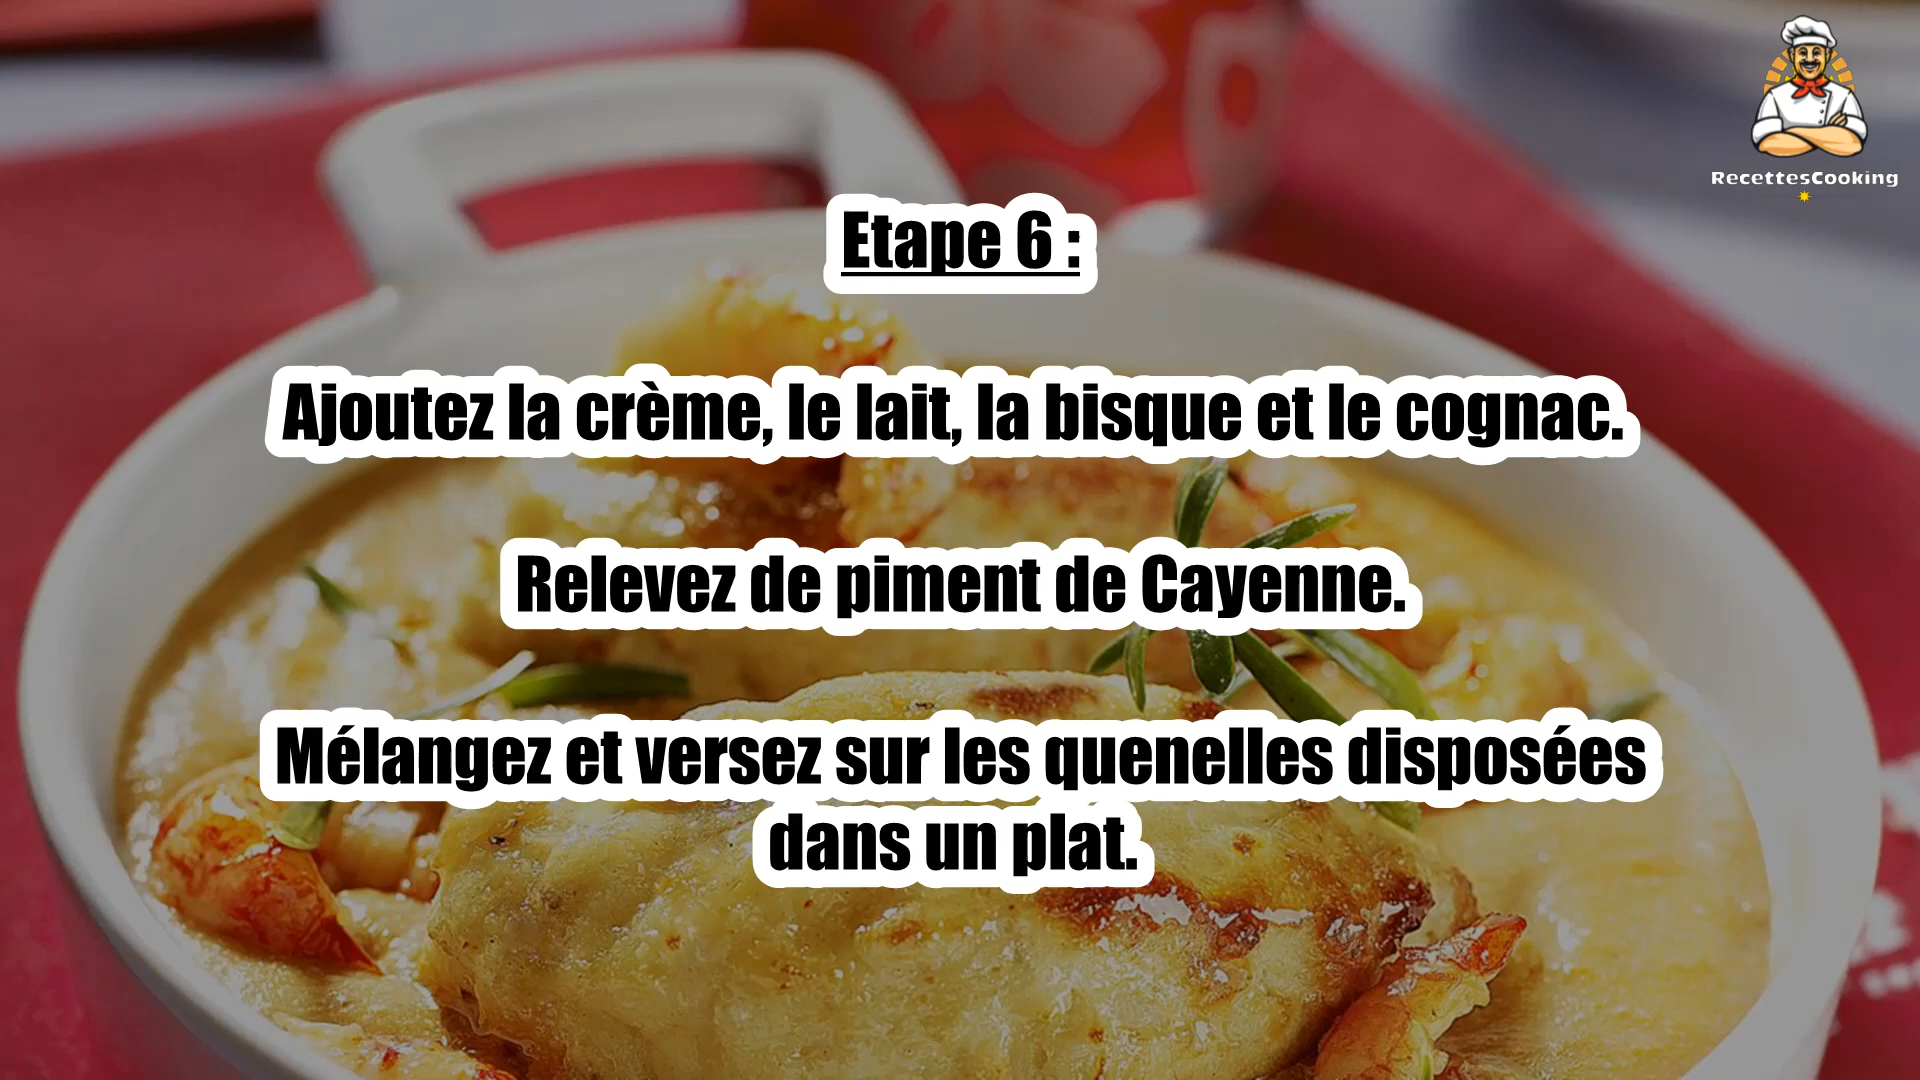 RecettesCooking
Etape 6 :
Ajoutez la crème, le lait, la bisque et le cognac.
Relevez de piment de Cayenne.
Mélangez et versez sur les quenelles disposées
dans un plat.